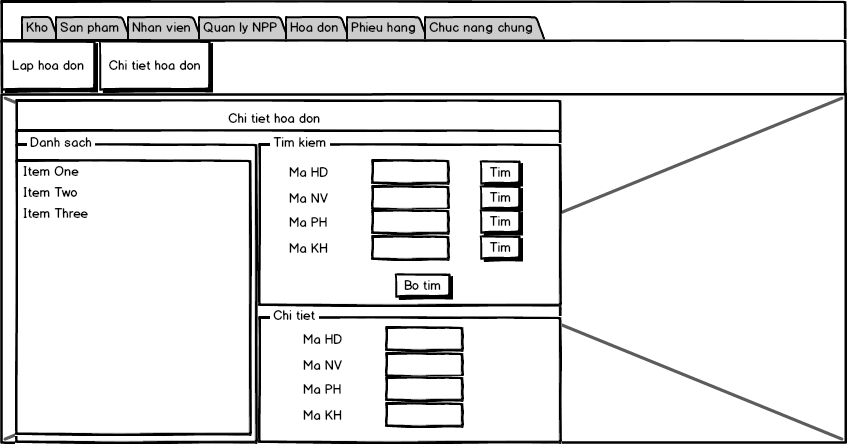 Kho San pham Nhan vien Quan ly NPP Hoa don Phieu hang Chuc nang chung
Lap hoa don Chi tiet hoa don
Chi tiet hoa don
Danh sach
Item One
Item Two
Item Three
Tim kiem
Ma HD Tim
Ma NV Tim
Ma PH Tim
Ma KH Tim
Bo tim
Chi tiet
Ma HD
Ma NV
Ma PH
Ma KH